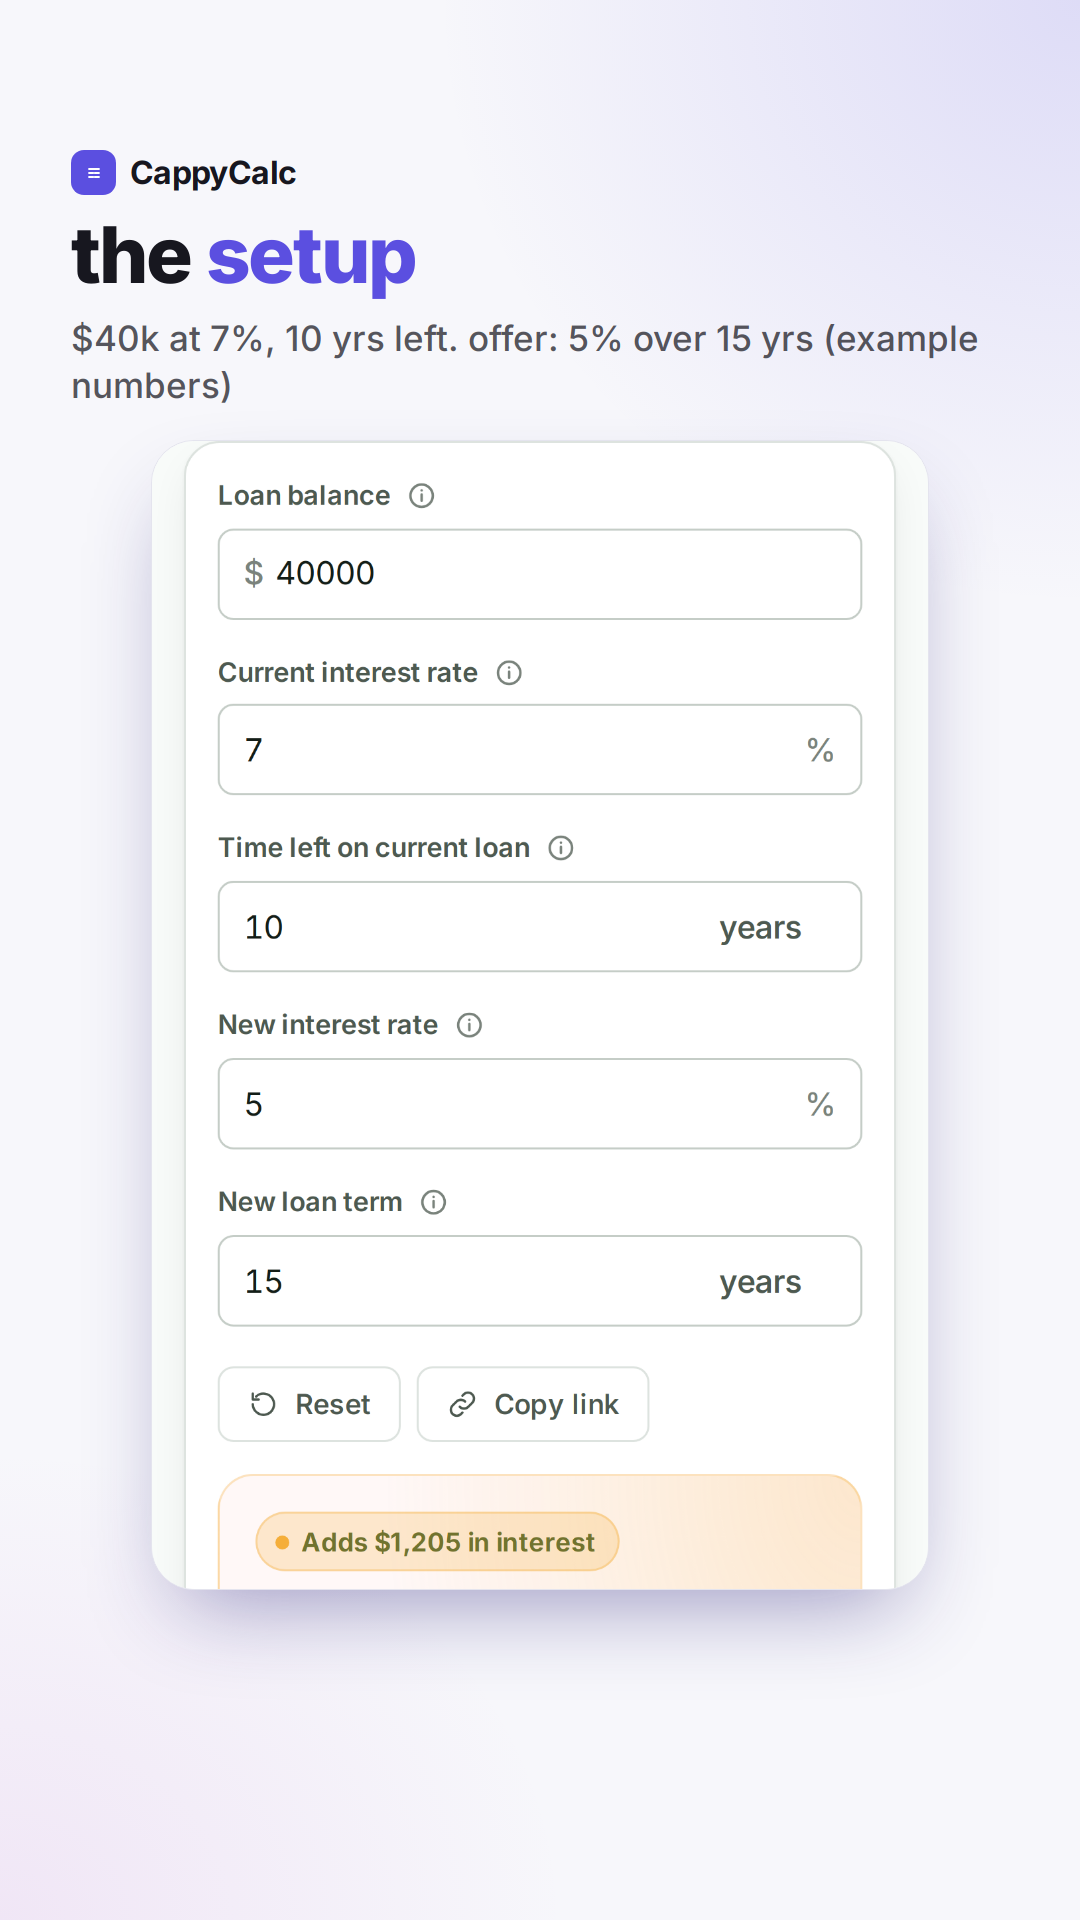 CappyCalc
the setup
$40k at 7%, 10 yrs left. offer: 5% over 15 yrs (example
numbers)
Loan balance
$ 40000
Current interest rate
7 %
Time left on current loan
10 years
New interest rate
5 %
New loan term
15 years
Reset Copy link
Adds $1,205 in interest